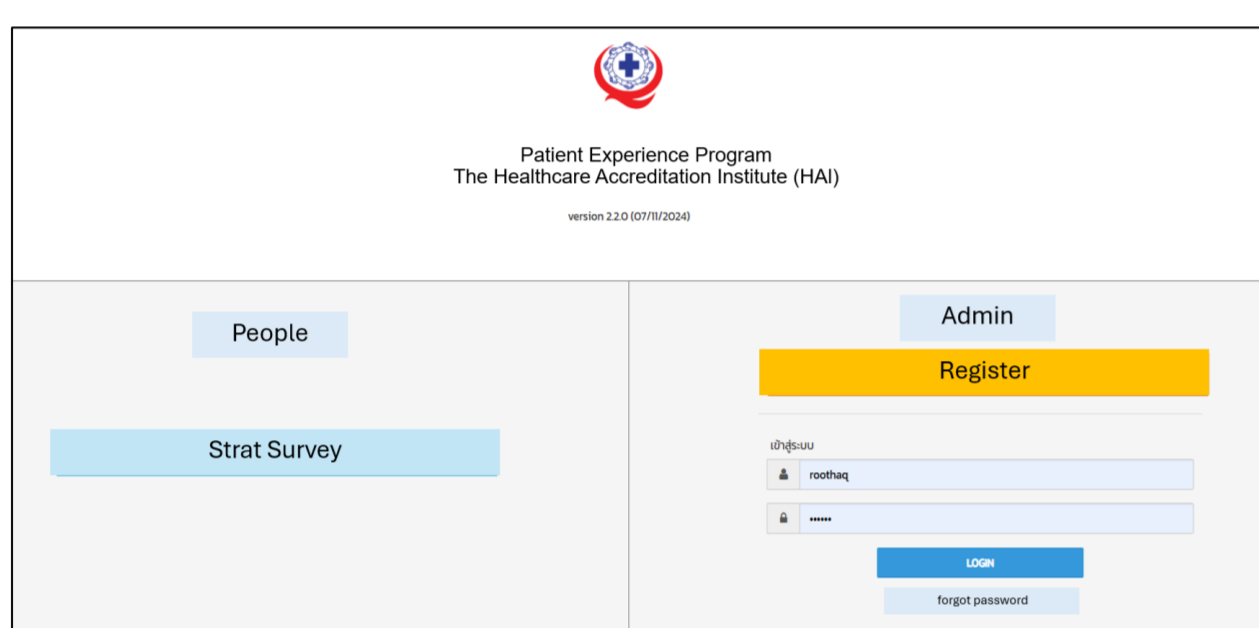 Patient Experience Program
The Healthcare Accreditation Institute (HAI)
version 2.2.0 (07/11/2024)
People
Strat Survey
Admin
Register
เข้าสู่ระบบ
roothaq
••••••
LOGIN
forgot password